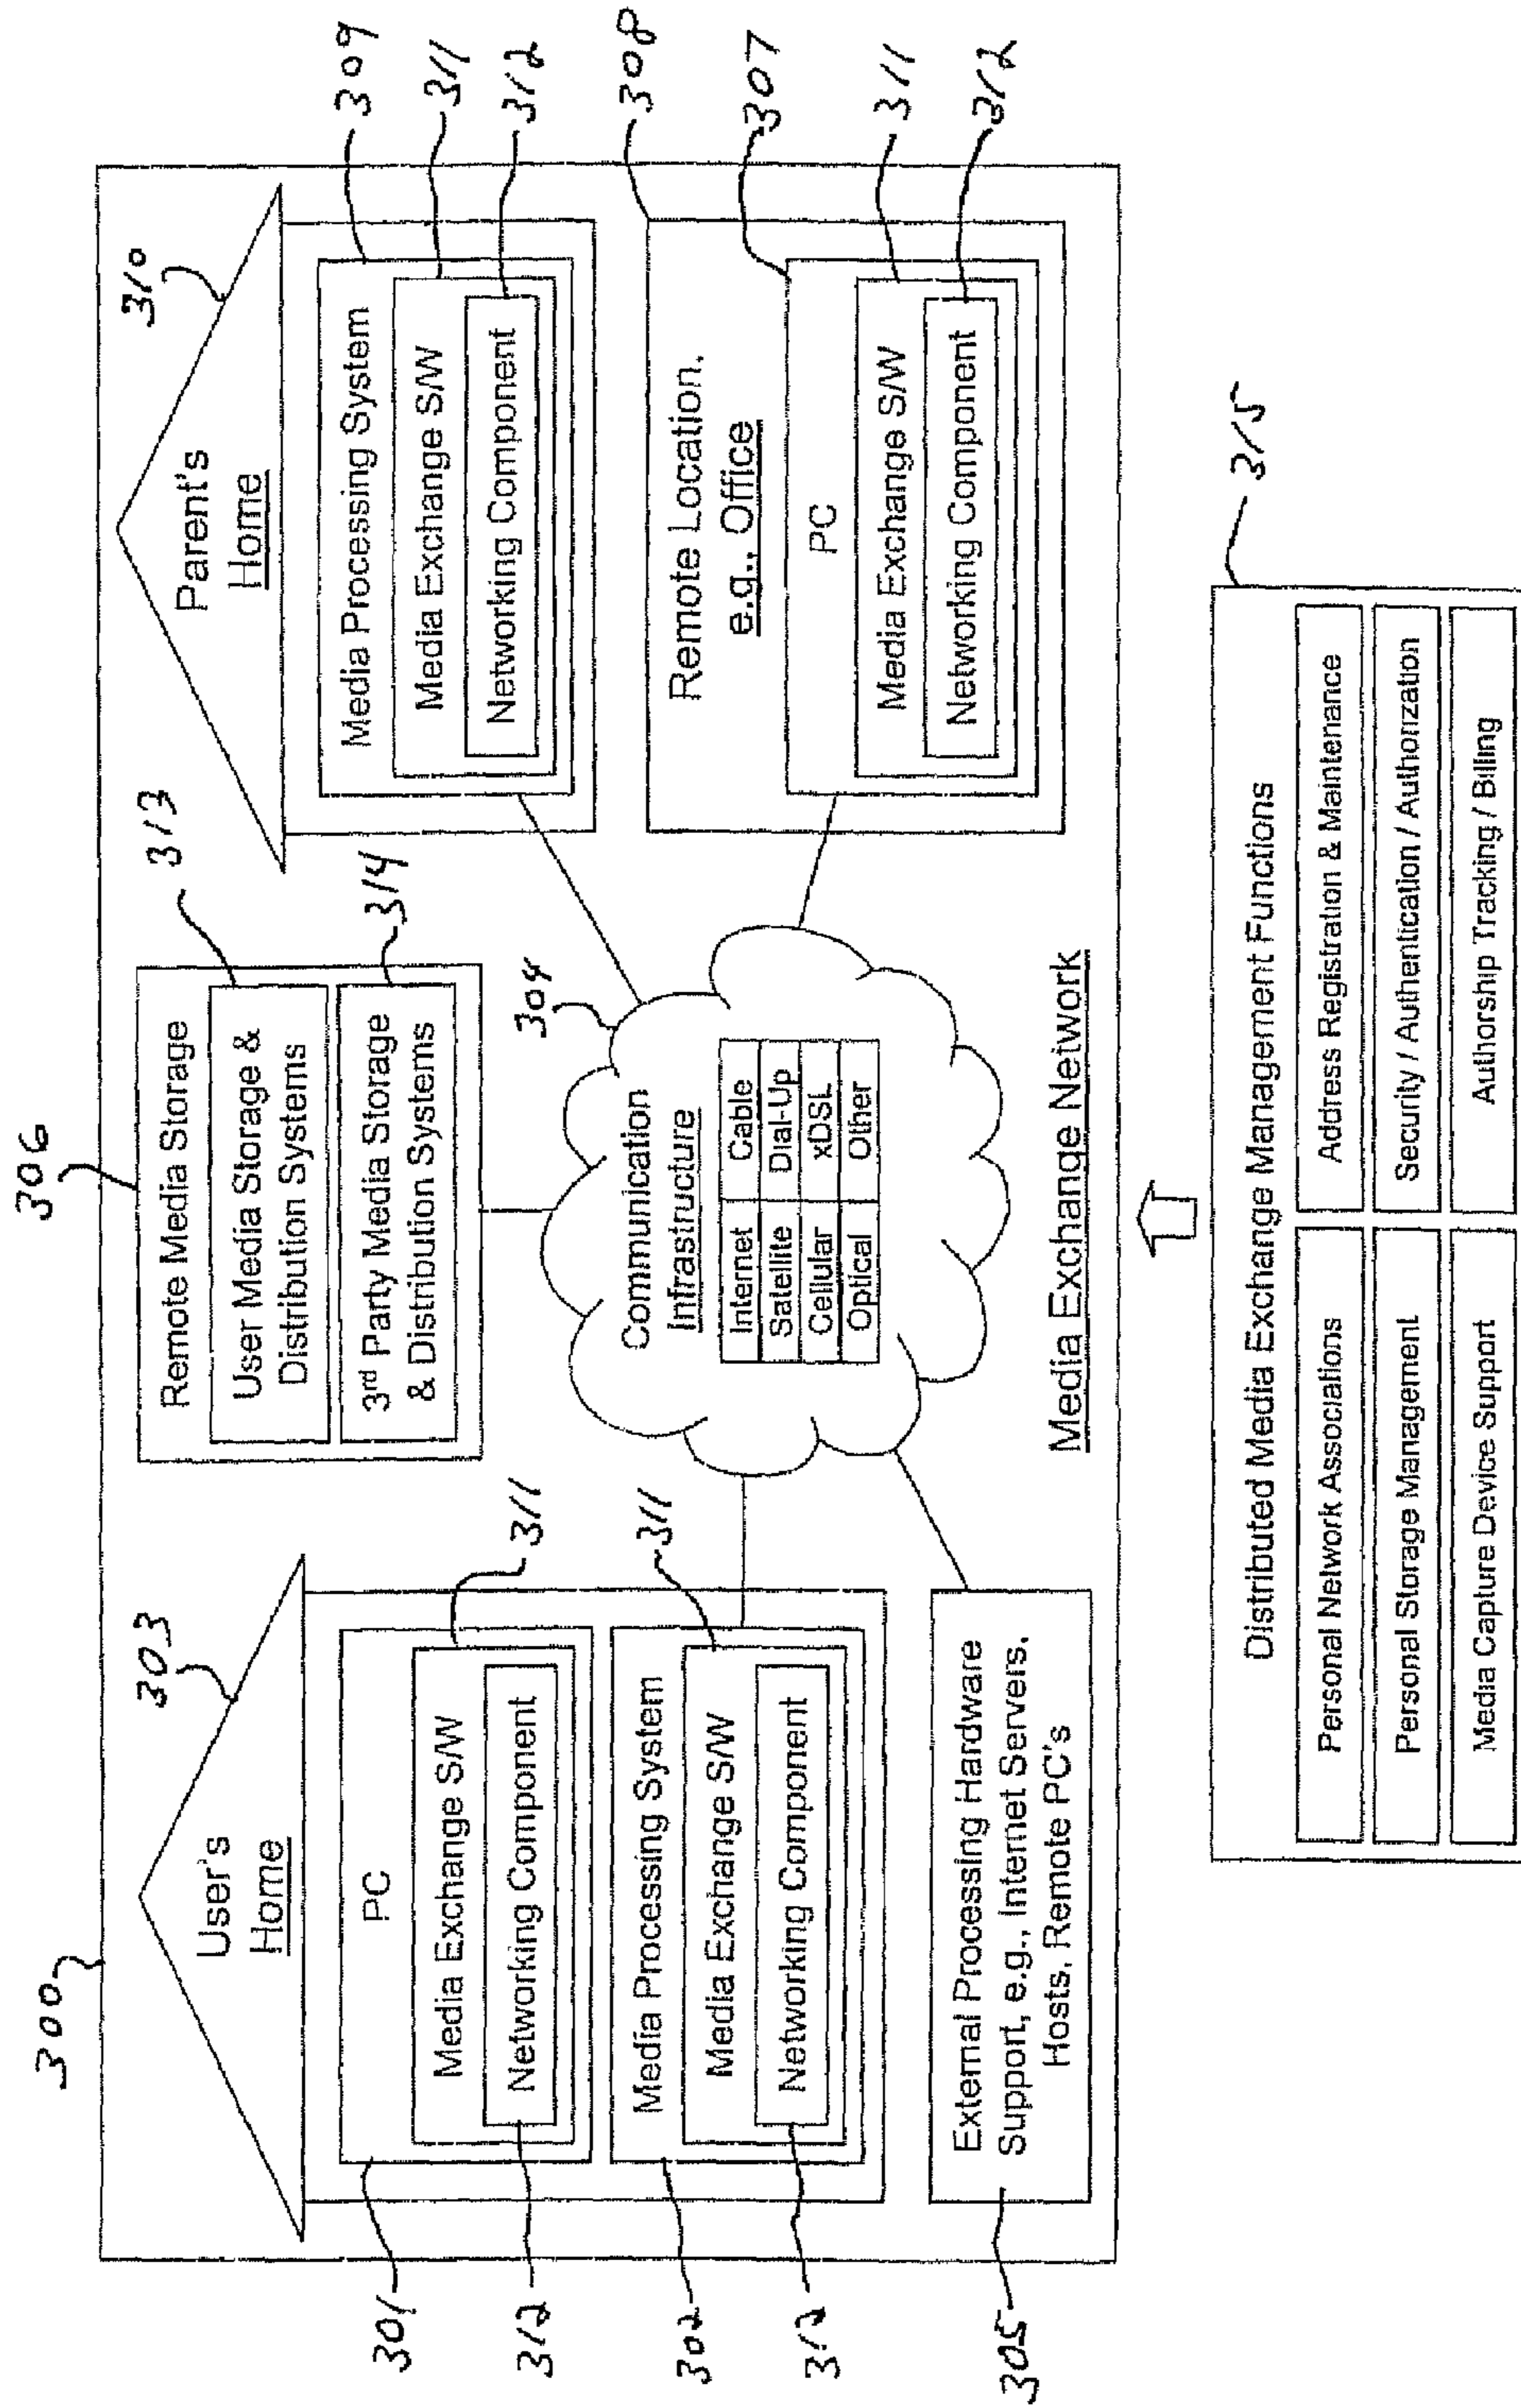 300
303
User's
Home
PC
Media Exchange S/W
Networking Component
301
311
312
Media Processing System
Media Exchange S/W
Networking Component
302
311
312
External Processing Hardware
Support, e.g., Internet Servers,
Hosts, Remote PC's
305
306
Remote Media Storage
User Media Storage &
Distribution Systems
3rd Party Media Storage
& Distribution Systems
313
314
304
Communication
Infrastructure
Internet Cable
Satellite Dial-Up
Cellular xDSL
Optical Other
Media Exchange Network
310
Parent's
Home
Media Processing System
Media Exchange S/W
Networking Component
309
311
312
308
Remote Location,
e.g., Office
PC
Media Exchange S/W
Networking Component
307
311
312
315
Distributed Media Exchange Management Functions
Personal Network Associations
Address Registration & Maintenance
Personal Storage Management
Security / Authentication / Authorization
Media Capture Device Support
Authorship Tracking / Billing